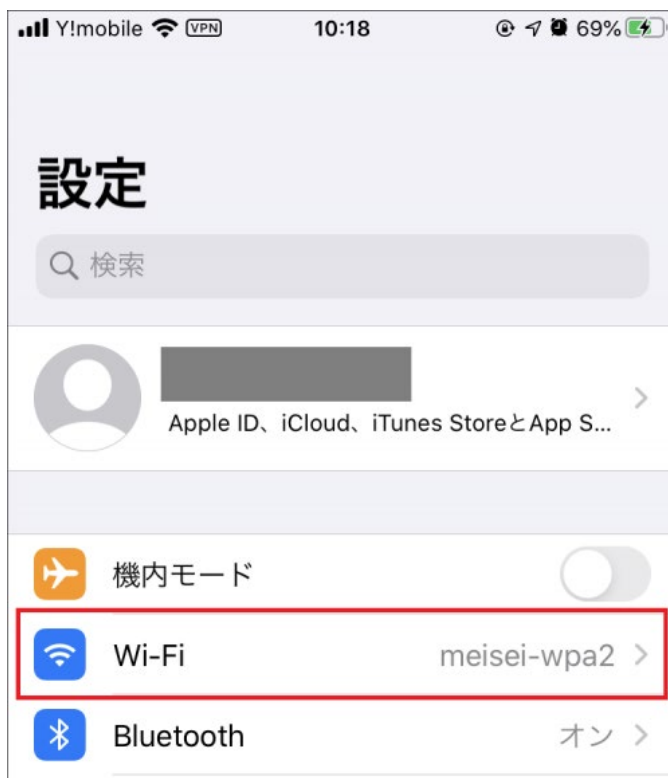 Y!mobile VPN 10:18 69%
設定
検索
Apple ID、iCloud、iTunes StoreとApp S...
機内モード
Wi-Fi meisei-wpa2
Bluetooth オン